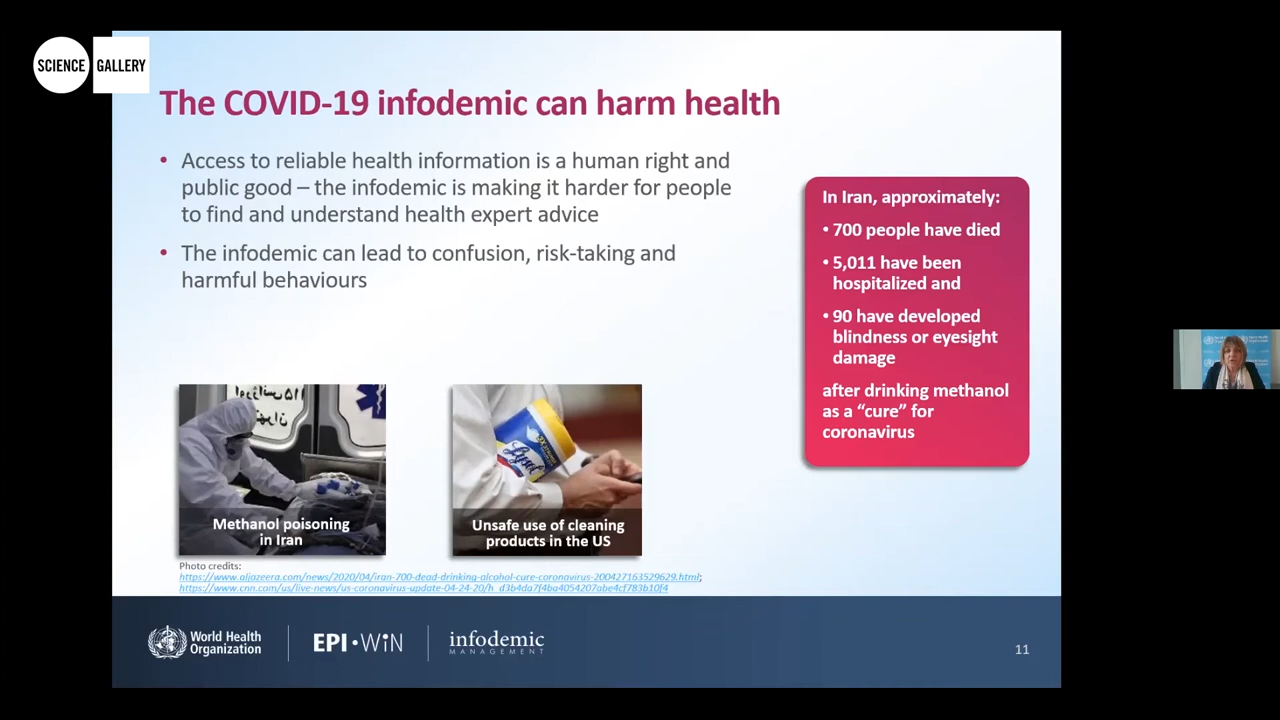 SCIENCE GALLERY
The COVID-19 infodemic can harm health
• Access to reliable health information is a human right and
public good – the infodemic is making it harder for people
to find and understand health expert advice
• The infodemic can lead to confusion, risk-taking and
harmful behaviours
In Iran, approximately:
• 700 people have died
• 5,011 have been
hospitalized and
• 90 have developed
blindness or eyesight
damage
after drinking methanol
as a “cure” for
coronavirus
اورژانس ۱۱۵
تهران
Methanol poisoning
in Iran
Lysol
Unsafe use of cleaning
products in the US
Photo credits:
https://www.aljazeera.com/news/2020/04/iran-700-dead-drinking-alcohol-cure-coronavirus-200427163529629.html;
https://www.cnn.com/us/live-news/us-coronavirus-update-04-24-20/h_d3b4da7f4ba4054207abe4cf783b10f4
World Health
Organization
EPI•WiN
infodemic
MANAGEMENT
11